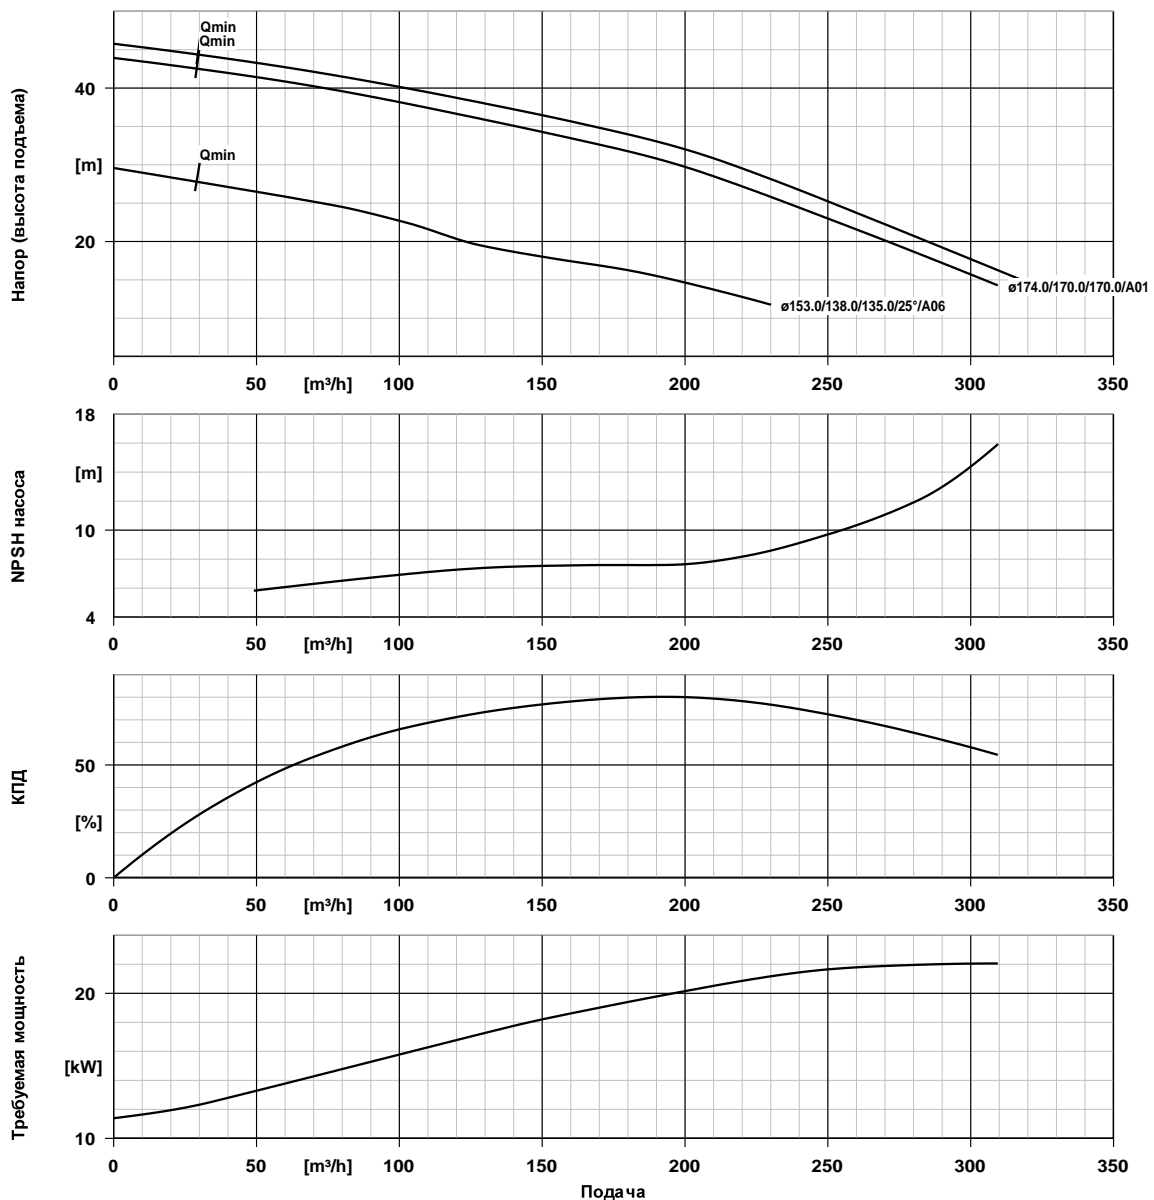 Qmin
Qmin
40
Напор (высота подъема)
[m]
Qmin
20
ø174.0/170.0/170.0/A01
ø153.0/138.0/135.0/25°/A06
0 50 [m³/h] 100 150 200 250 300 350
18
[m]
NPSH насоса
10
4
0 50 [m³/h] 100 150 200 250 300 350
50
КПД
[%]
0
0 50 [m³/h] 100 150 200 250 300 350
20
Требуемая мощность
[kW]
10
0 50 [m³/h] 100 150 200 250 300 350
Подача